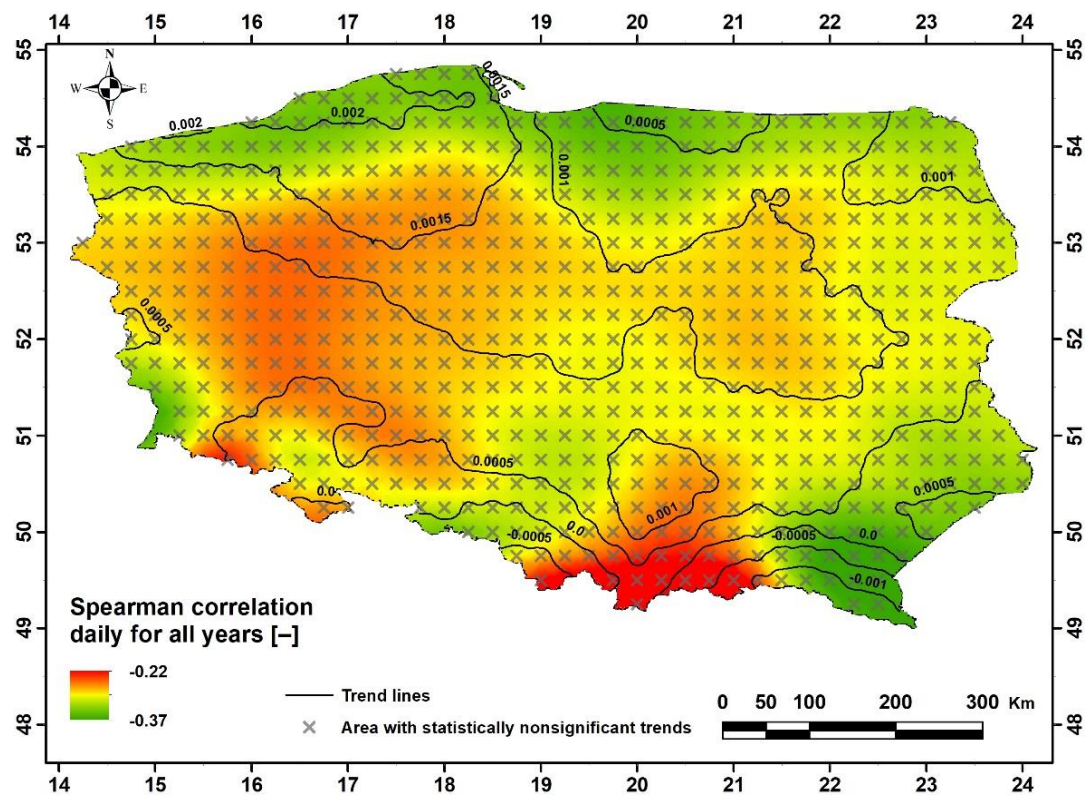 14 15 16 17 18 19 20 21 22 23 24
55 55
N
W E
S
0.0015
0.002
0.002
0.0005
54 54
0.001
0.001
0.0015
53 53
0.0005
52 52
51 51
0.0005
0.0
0.0005
0.001
50 50
-0.0005
0.0
-0.0005
0.0
-0.001
Spearman correlation
daily for all years [–]
49 49
-0.22
-0.37
Trend lines
Area with statistically nonsignificant trends
0 50 100 200 300 Km
48 48
14 15 16 17 18 19 20 21 22 23 24